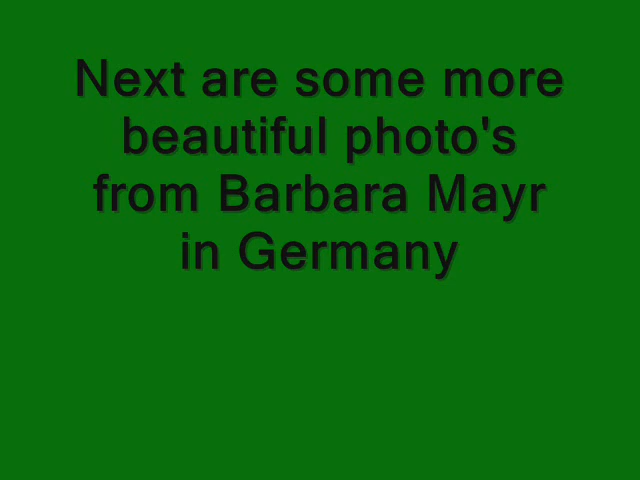 Next are some more
beautiful photo's
from Barbara Mayr
in Germany